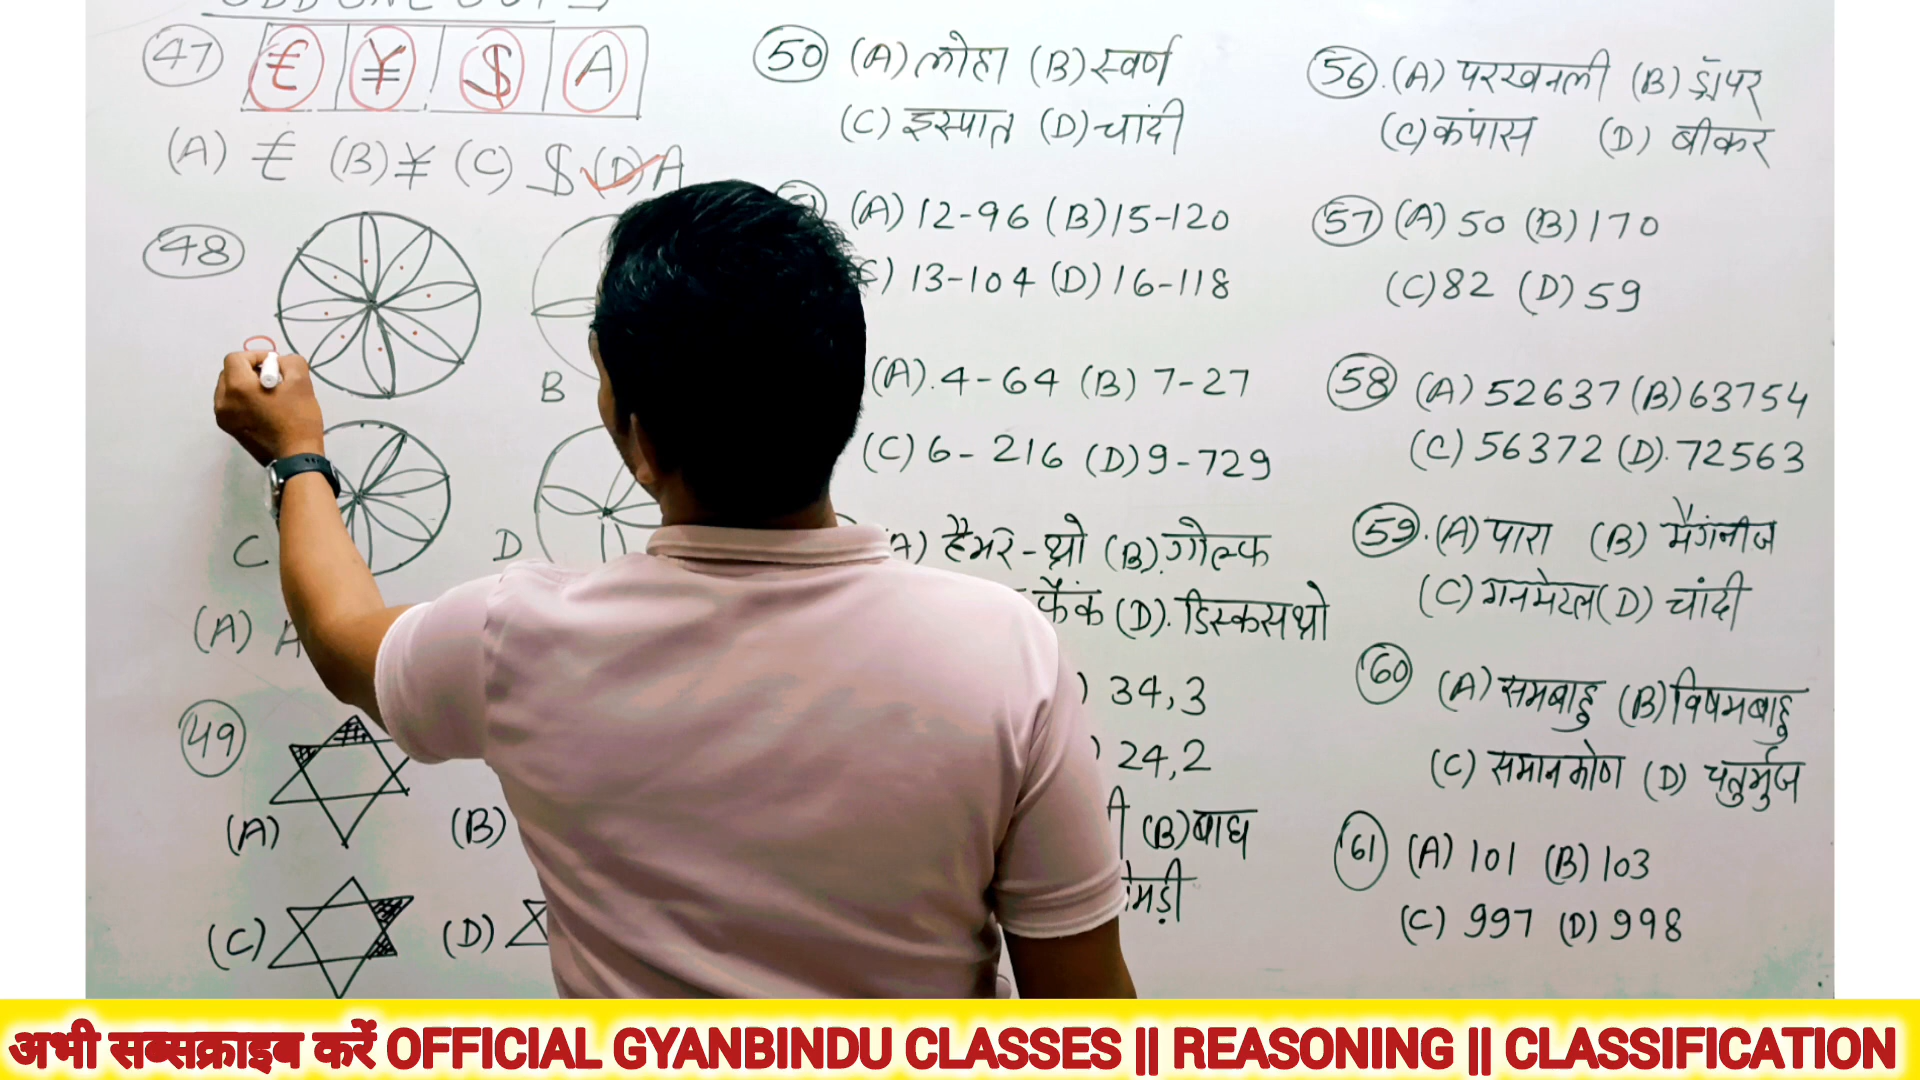 47 € ¥ $ A
(A) € (B) ¥ (C) $ (D) A
48
B
C D
(A) A
49
(A) (B)
(C) (D)
50 (A) लोहा (B) स्वर्ण
(C) इस्पात (D) चांदी
(A) 12-96 (B) 15-120
13-104 (D) 16-118
(A). 4-64 (B) 7-27
(C) 6- 216 (D) 9-729
हैमर-थ्रो (B). गोल्फ
फैंक (D). डिस्कसथ्रो
) 34,3
) 24,2
(B) बाघ
56. (A) परखनली (B) ड्रॉपर
(C) कंपास (D) बीकर
57 (A) 50 (B) 170
(C) 82 (D) 59
58 (A) 52637 (B) 63754
(C) 56372 (D). 72563
59. (A) पारा (B) मैगंनीज
(C) गनमेटल (D) चांदी
60 (A) समबाहु (B) विषमबाहु
(C) समानकोण (D) चतुर्भुज
61 (A) 101 (B) 103
(C) 997 (D) 998
अभी सब्सक्राइब करें OFFICIAL GYANBINDU CLASSES || REASONING || CLASSIFICATION